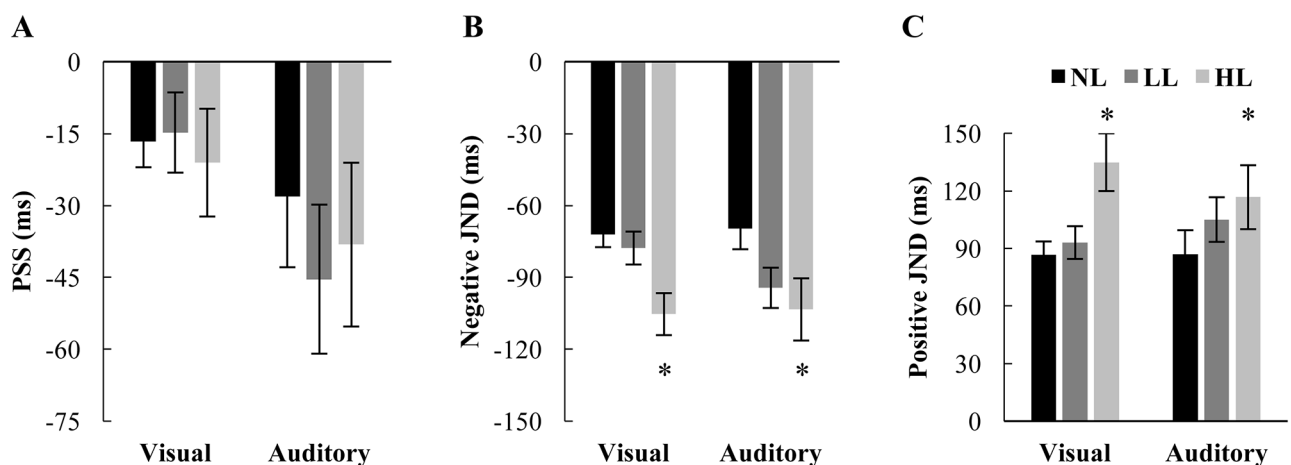 A
PSS (ms)
0
-15
-30
-45
-60
-75
Visual
Auditory
B
Negative JND (ms)
0
-30
-60
-90
-120
-150
*
*
Visual
Auditory
C
NL LL HL
Positive JND (ms)
*
*
150
120
90
60
30
0
Visual
Auditory